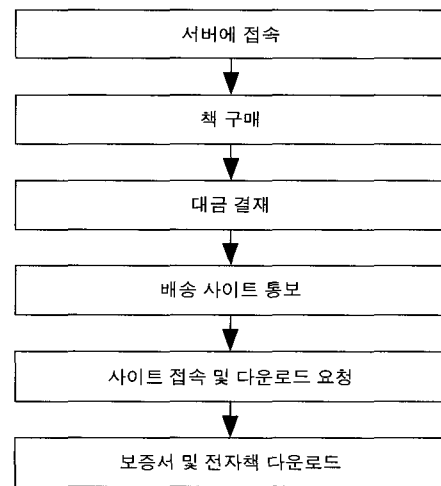 서버에 접속
책 구매
대금 결재
배송 사이트 통보
사이트 접속 및 다운로드 요청
보증서 및 전자책 다운로드